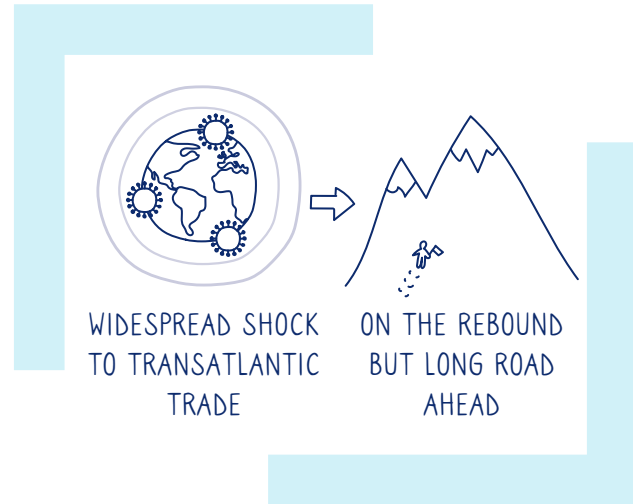 WIDESPREAD SHOCK
TO TRANSATLANTIC
TRADE
ON THE REBOUND
BUT LONG ROAD
AHEAD